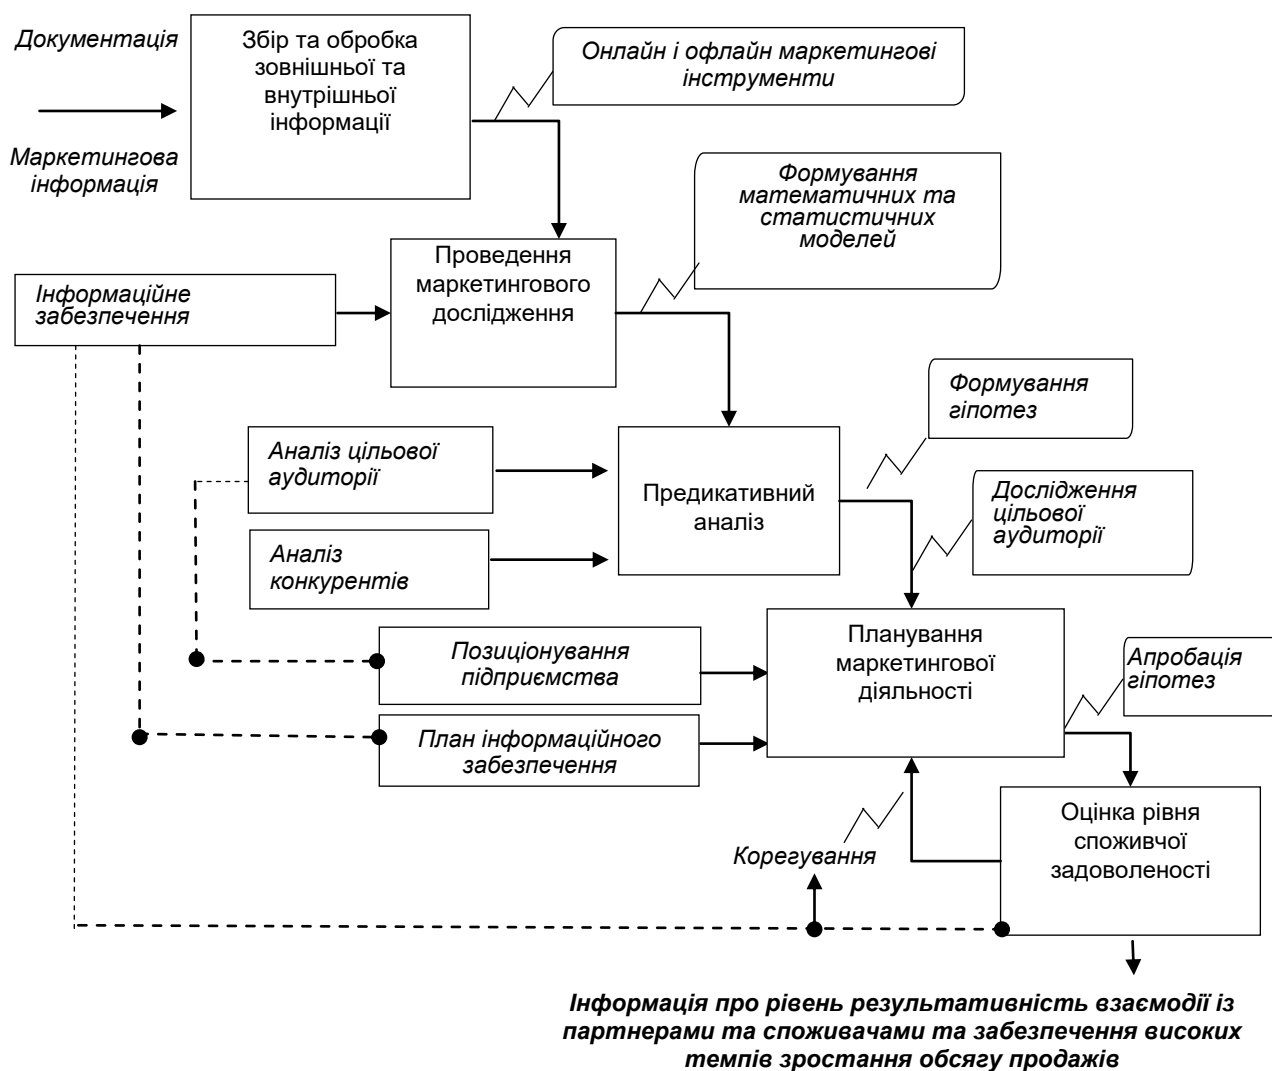 Документація
Збір та обробка
зовнішньої та
внутрішньої
інформації
Онлайн і офлайн маркетингові
інструменти
Маркетингова
інформація
Формування
математичних та
статистичних
моделей
Проведення
маркетингового
дослідження
Інформаційне
забезпечення
Формування
гіпотез
Аналіз цільової
аудиторії
Предикативний
аналіз
Дослідження
цільової
аудиторії
Аналіз
конкурентів
Планування
маркетингової
діяльності
Позиціонування
підприємства
Апробація
гіпотез
План інформаційного
забезпечення
Оцінка рівня
споживчої
задоволеності
Корегування
Інформація про рівень результативність взаємодії із
партнерами та споживачами та забезпечення високих
темпів зростання обсягу продажів